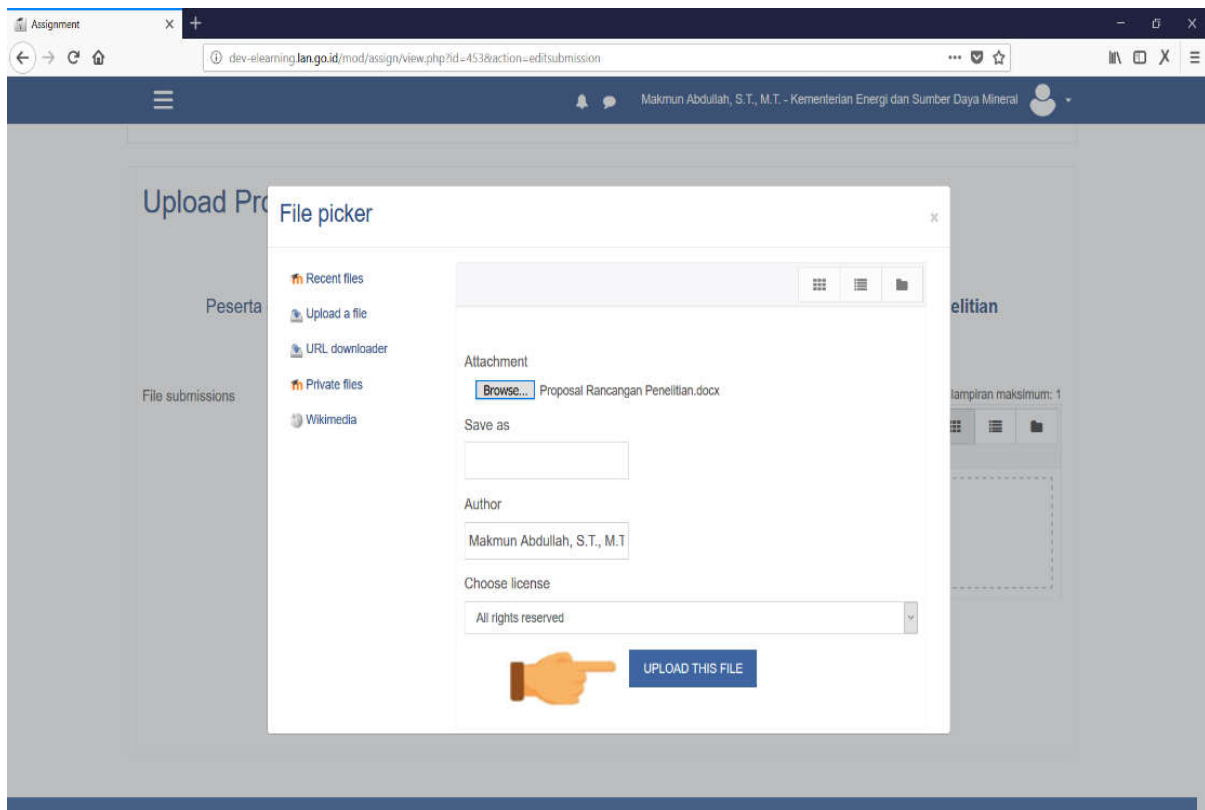 Assignment
dev-elearning.lan.go.id/mod/assign/view.php?id=453&action=editsubmission
Makmun Abdullah, S.T., M.T. - Kementerian Energi dan Sumber Daya Mineral
Upload Pro
File picker
x
Recent files
Upload a file
URL downloader
Private files
Wikimedia
Peserta
elitian
Attachment
Browse... Proposal Rancangan Penelitian.docx
File submissions
lampiran maksimum: 1
Save as
Author
Makmun Abdullah, S.T., M.T
Choose license
All rights reserved
UPLOAD THIS FILE